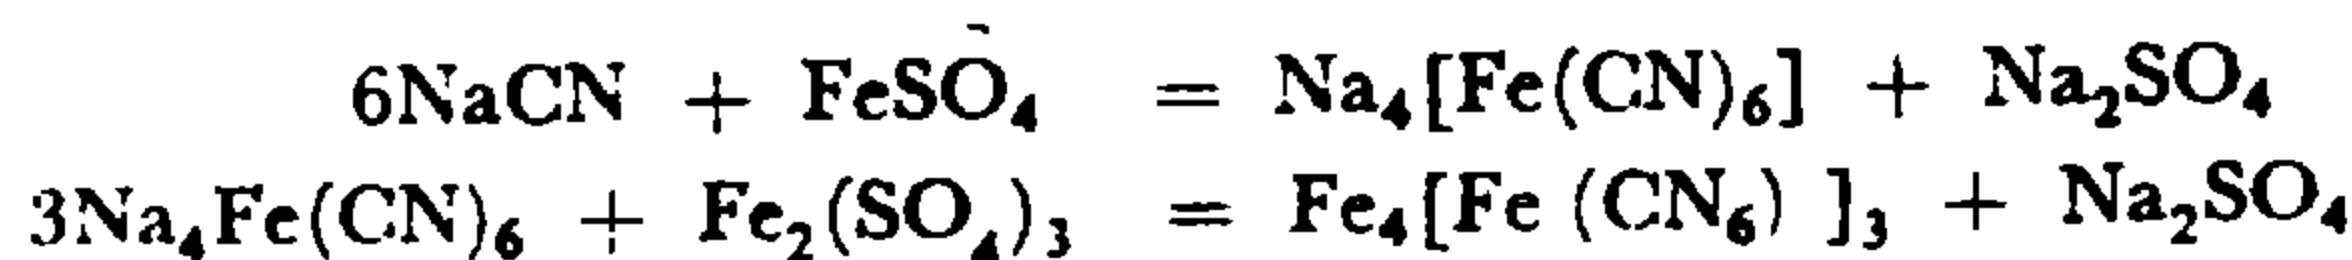 6NaCN + FeSO₄ = Na₄[Fe(CN)₆] + Na₂SO₄
3Na₄Fe(CN)₆ + Fe₂(SO₄)₃ = Fe₄[Fe (CN₆) ]₃ + Na₂SO₄